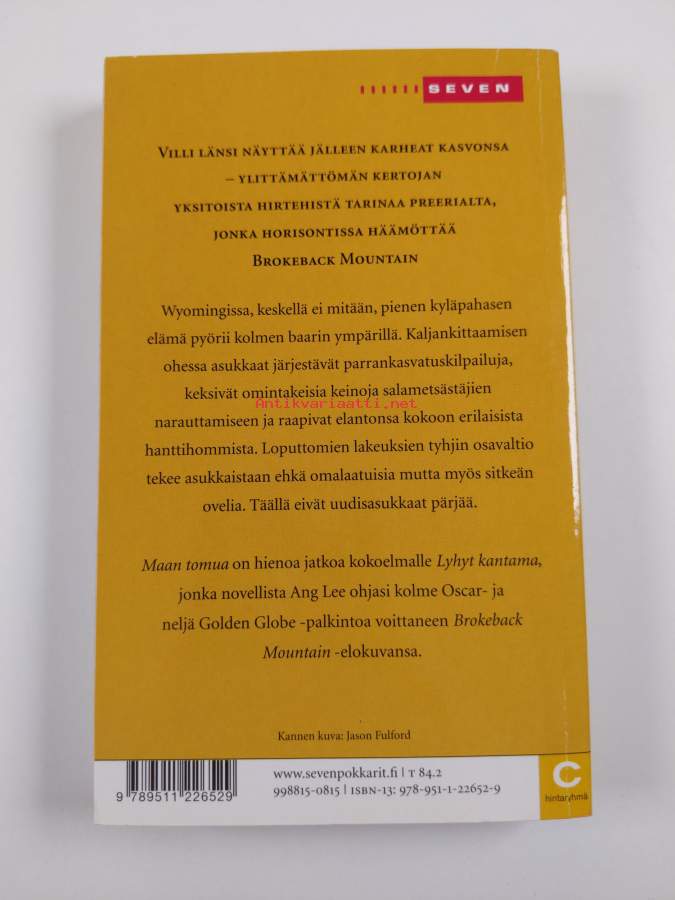 SEVEN
VILLI LÄNSI NÄYTTÄÄ JÄLLEEN KARHEAT KASVONSA
– YLITTÄMÄTTÖMÄN KERTOJAN
YKSITOISTA HIRTEHISTÄ TARINAA PREERIALTA,
JONKA HORISONTISSA HÄÄMÖTTÄÄ
BROKEBACK MOUNTAIN
Wyomingissa, keskellä ei mitään, pienen kyläpahasen
elämä pyörii kolmen baarin ympärillä. Kaljankittaamisen
ohessa asukkaat järjestävät parrankasvatuskilpailuja,
keksivät omintakeisia keinoja salametsästäjien
Antikvariaatti.net
narauttamiseen ja raapivat elantonsa kokoon erilaisista
hanttihommista. Loputtomien lakeuksien tyhjin osavaltio
tekee asukkaistaan ehkä omalaatuisia mutta myös sitkeän
ovelia. Täällä eivät uudisasukkaat pärjää.
Maan tomua on hienoa jatkoa kokoelmalle Lyhyt kantama,
jonka novellista Ang Lee ohjasi kolme Oscar- ja
neljä Golden Globe -palkintoa voittaneen Brokeback
Mountain -elokuvansa.
Kannen kuva: Jason Fulford
www.sevenpokkarit.fi | T 84.2
998815-0815 | ISBN-13: 978-951-1-22652-9
9 789511 226529
C
hintaryhmä